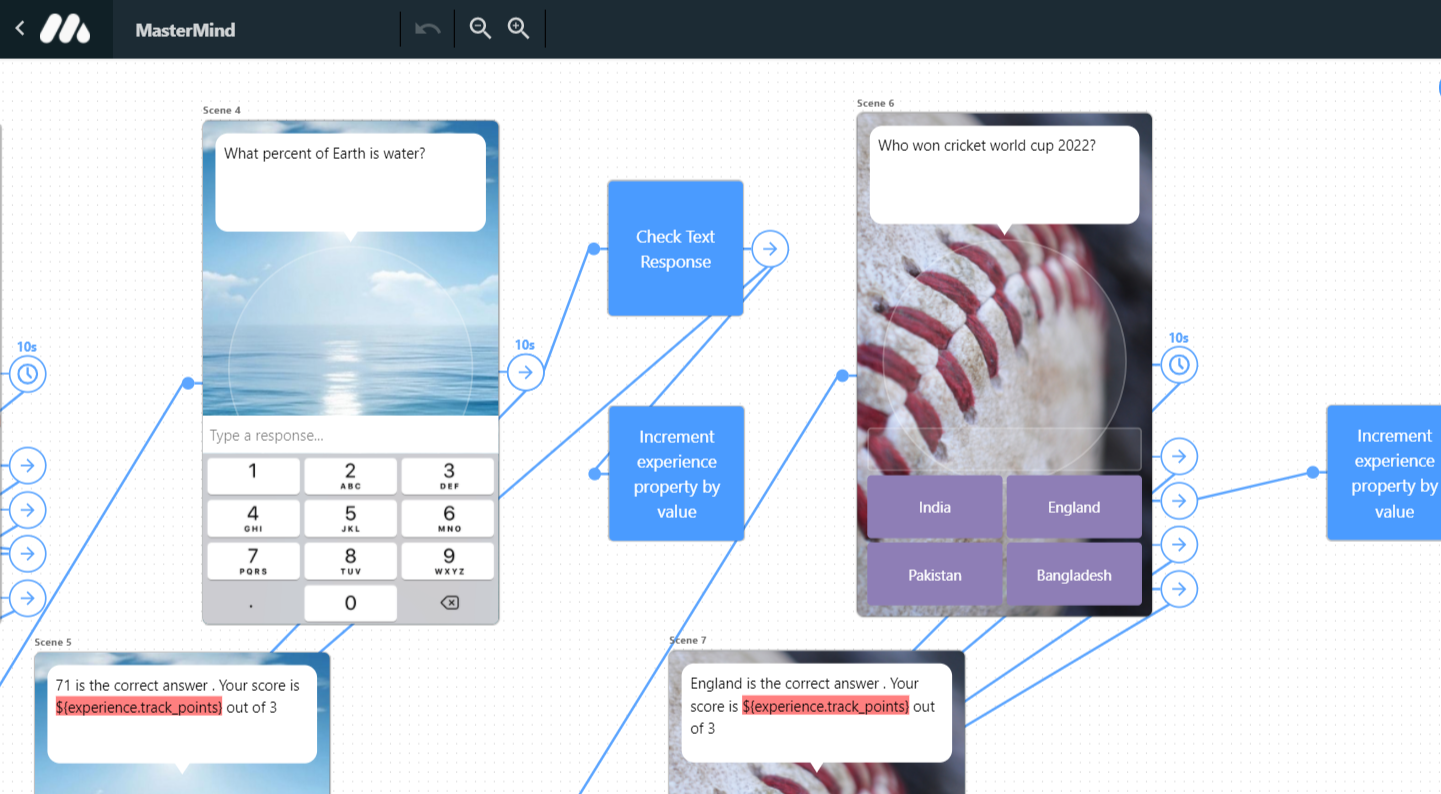 MasterMind
Scene 4
What percent of Earth is water?
10s
10s
Type a response...
1
2
ABC
3
DEF
4
GHI
5
JKL
6
MNO
7
PQRS
8
TUV
9
WXYZ
.
0
Check Text
Response
Increment
experience
property by
value
Scene 6
Who won cricket world cup 2022?
India
England
Pakistan
Bangladesh
10s
Increment
experience
property by
value
Scene 5
71 is the correct answer . Your score is
${experience.track_points} out of 3
Scene 7
England is the correct answer . Your
score is ${experience.track_points} out
of 3